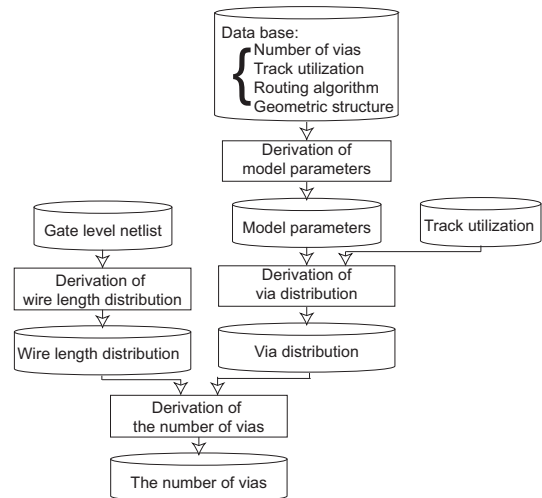 Data base:
Number of vias
Track utilization
Routing algorithm
Geometric structure
Derivation of
model parameters
Gate level netlist
Model parameters
Track utilization
Derivation of
wire length distribution
Derivation of
via distribution
Wire length distribution
Via distribution
Derivation of
the number of vias
The number of vias